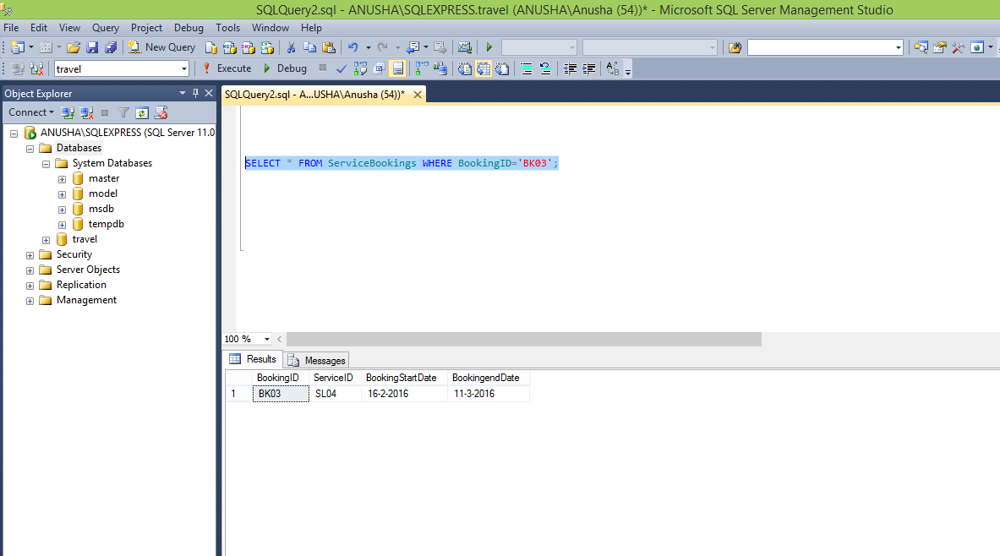 SQLQuery2.sql - ANUSHA\SQLEXPRESS.travel (ANUSHA\Anusha (54))* - Microsoft SQL Server Management Studio
File Edit View Query Project Debug Tools Window Help
New Query
travel Execute Debug
Object Explorer
SQLQuery2.sql - A...USHA\Anusha (54))*
Connect
ANUSHA\SQLEXPRESS (SQL Server 11.0
Databases
System Databases
master
model
msdb
tempdb
travel
Security
Server Objects
Replication
Management
SELECT * FROM ServiceBookings WHERE BookingID='BK03';
100 %
Results Messages
BookingID ServiceID BookingStartDate BookingendDate
1 BK03 SL04 16-2-2016 11-3-2016